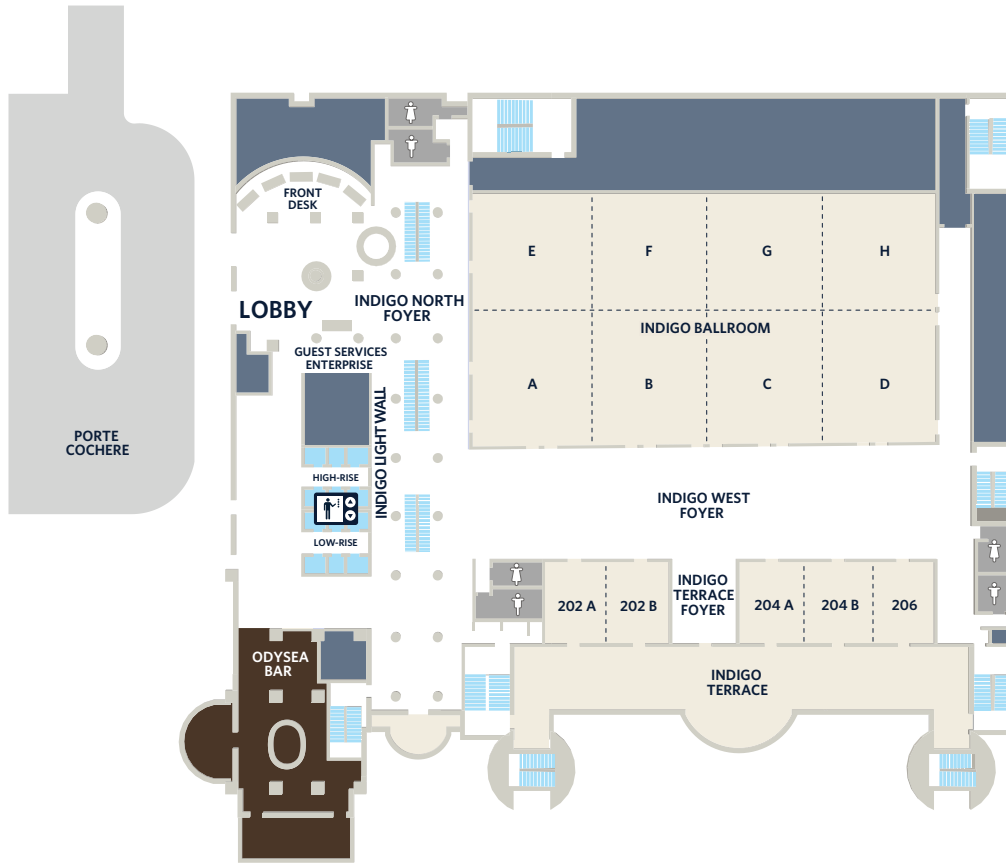 FRONT
DESK
E
F
G
H
LOBBY
INDIGO NORTH
FOYER
INDIGO BALLROOM
GUEST SERVICES
ENTERPRISE
A
B
C
D
INDIGO LIGHT WALL
PORTE
COCHERE
HIGH-RISE
LOW-RISE
INDIGO WEST
FOYER
202 A
202 B
INDIGO
TERRACE
FOYER
204 A
204 B
206
ODYSEA
BAR
INDIGO
TERRACE